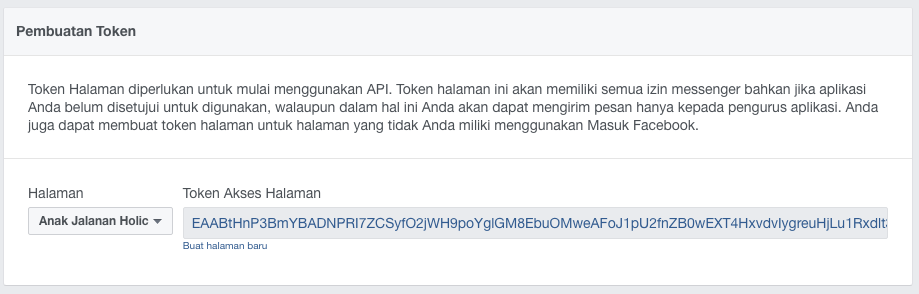 Pembuatan Token
Token Halaman diperlukan untuk mulai menggunakan API. Token halaman ini akan memiliki semua izin messenger bahkan jika aplikasi
Anda belum disetujui untuk digunakan, walaupun dalam hal ini Anda akan dapat mengirim pesan hanya kepada pengurus aplikasi. Anda
juga dapat membuat token halaman untuk halaman yang tidak Anda miliki menggunakan Masuk Facebook.
Halaman
Token Akses Halaman
Anak Jalanan Holic
Buat halaman baru